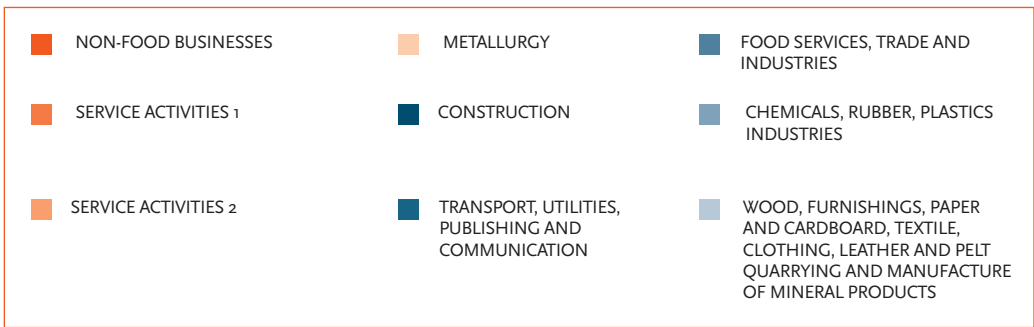 NON-FOOD BUSINESSES
METALLURGY
FOOD SERVICES, TRADE AND
INDUSTRIES
SERVICE ACTIVITIES 1
CONSTRUCTION
CHEMICALS, RUBBER, PLASTICS
INDUSTRIES
SERVICE ACTIVITIES 2
TRANSPORT, UTILITIES,
PUBLISHING AND
COMMUNICATION
WOOD, FURNISHINGS, PAPER
AND CARDBOARD, TEXTILE,
CLOTHING, LEATHER AND PELT
QUARRYING AND MANUFACTURE
OF MINERAL PRODUCTS